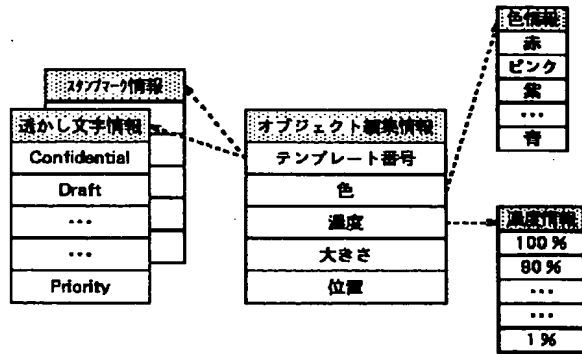 スタンプマーク情報
透かし文字情報
Confidential
Draft
…
…
Priority
オブジェクト編集情報
テンプレート番号
色
濃度
大きさ
位置
色情報
赤
ピンク
紫
…
青
濃度情報
100 %
80 %
…
…
1 %